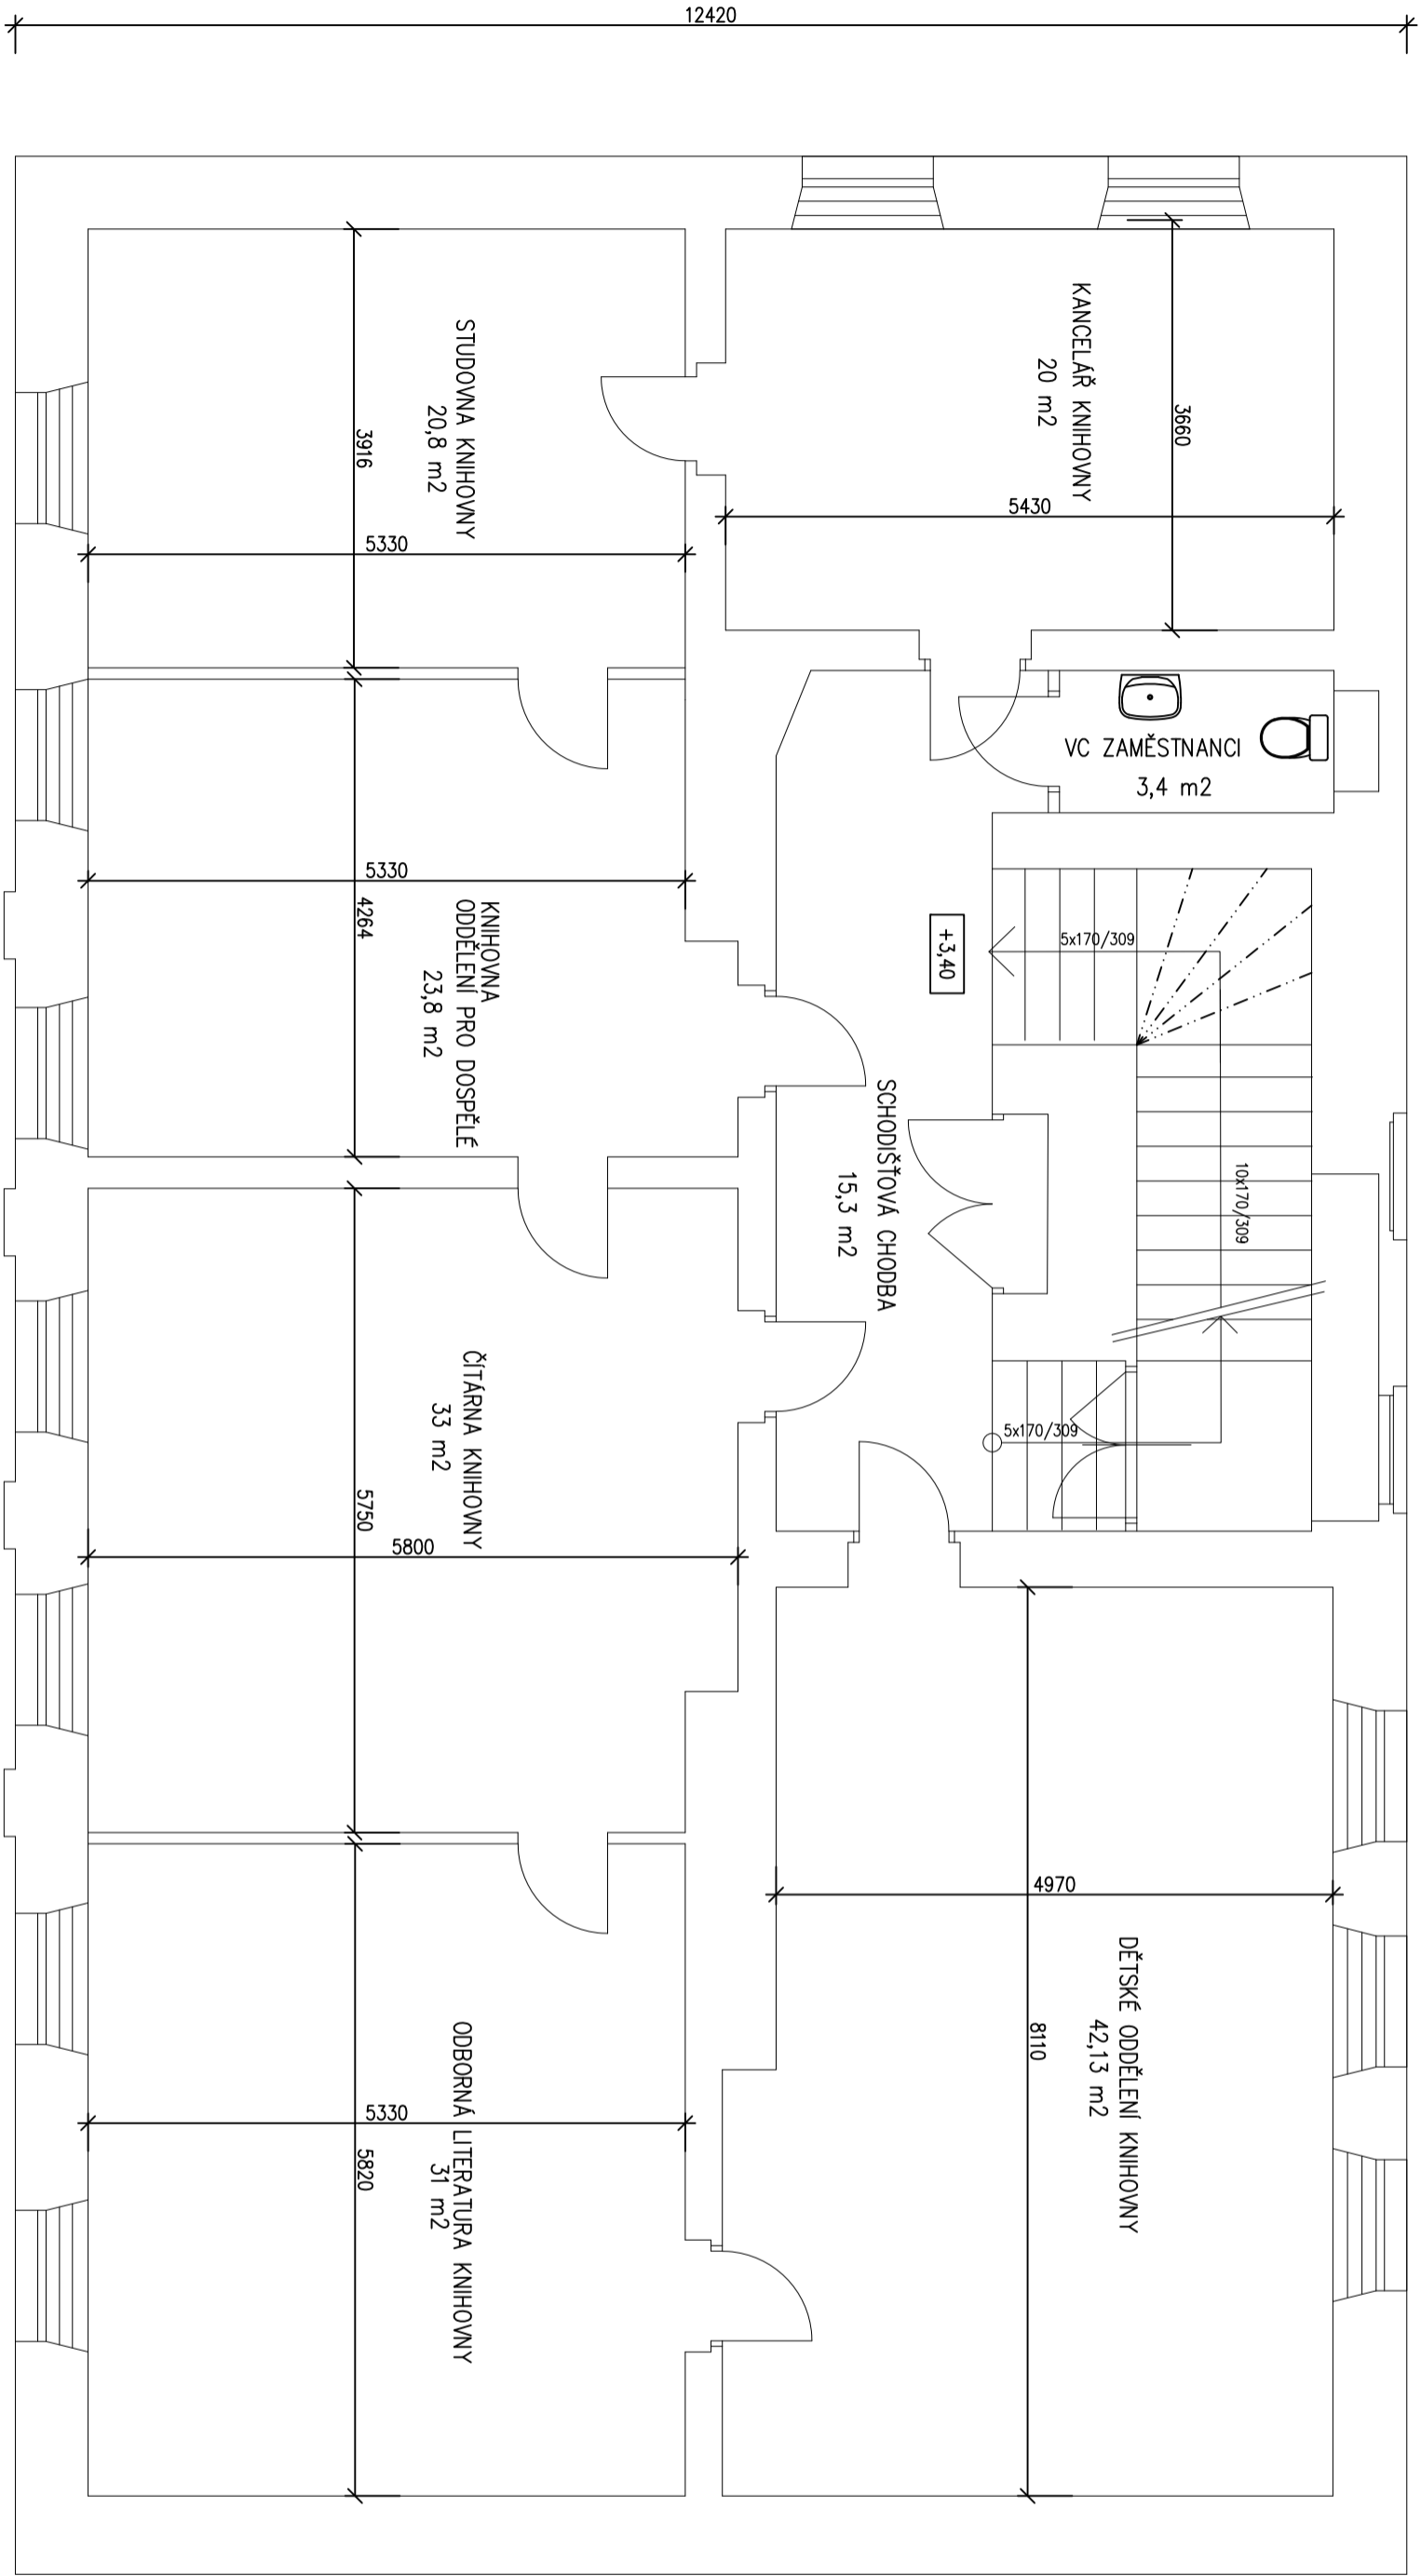 12420
KANCELÁŘ KNIHOVNY
20 m2
3660
5430
STUDOVNA KNIHOVNY
20,8 m2
3916
5330
VC ZAMĚSTNANCI
3,4 m2
5330
4264
KNIHOVNA
ODDĚLENÍ PRO DOSPĚLÉ
23,8 m2
+3,40
5x170/309
10x170/309
5x170/309
SCHODIŠŤOVÁ CHODBA
15,3 m2
ČÍTÁRNA KNIHOVNY
33 m2
5750
5800
4970
8110
DĚTSKÉ ODDĚLENÍ KNIHOVNY
42,13 m2
ODBORNÁ LITERATURA KNIHOVNY
31 m2
5330
5820